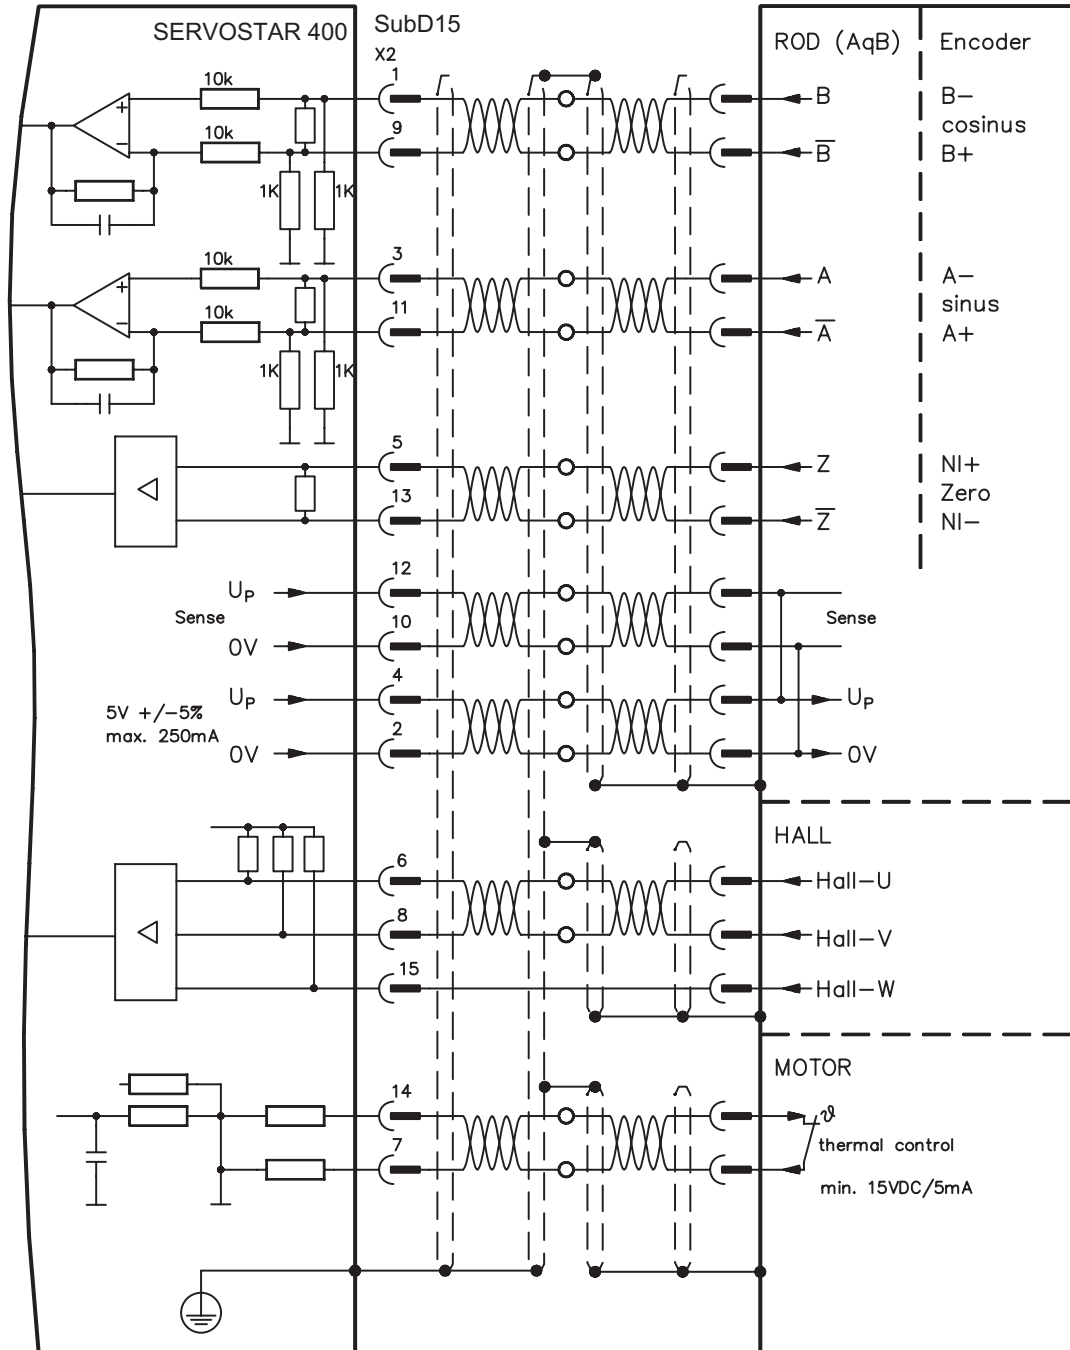 SERVOSTAR 400
SubD15
X2
ROD (AqB)
Encoder
10k
1
B
B−
cosinus
+
−
10k
9
B̅
B+
1K
1K
10k
3
A
A−
sinus
+
−
10k
11
A̅
A+
1K
1K
5
Z
NI+
Zero
13
Z̅
NI−
12
UP
Sense
Sense
10
0V
4
UP
UP
5V +/−5%
max. 250mA
2
0V
0V
HALL
6
Hall−U
8
Hall−V
15
Hall−W
MOTOR
14
ϑ
thermal control
7
min. 15VDC/5mA